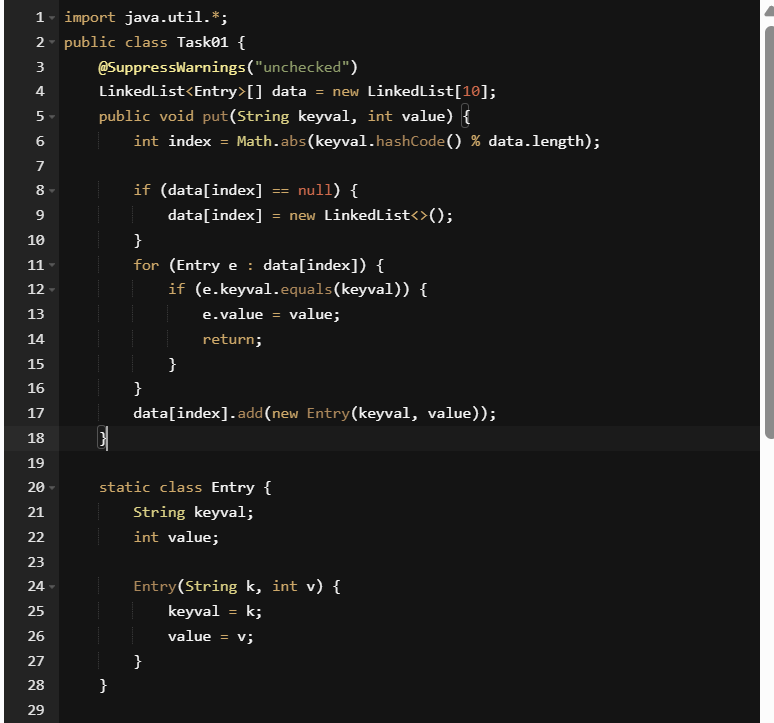 1 import java.util.*;
2 public class Task01 {
3     @SuppressWarnings("unchecked")
4     LinkedList<Entry>[] data = new LinkedList[10];
5     public void put(String keyval, int value) {
6         int index = Math.abs(keyval.hashCode() % data.length);
7
8         if (data[index] == null) {
9             data[index] = new LinkedList<>();
10         }
11         for (Entry e : data[index]) {
12             if (e.keyval.equals(keyval)) {
13                 e.value = value;
14                 return;
15             }
16         }
17         data[index].add(new Entry(keyval, value));
18     }
19
20     static class Entry {
21         String keyval;
22         int value;
23
24         Entry(String k, int v) {
25             keyval = k;
26             value = v;
27         }
28     }
29